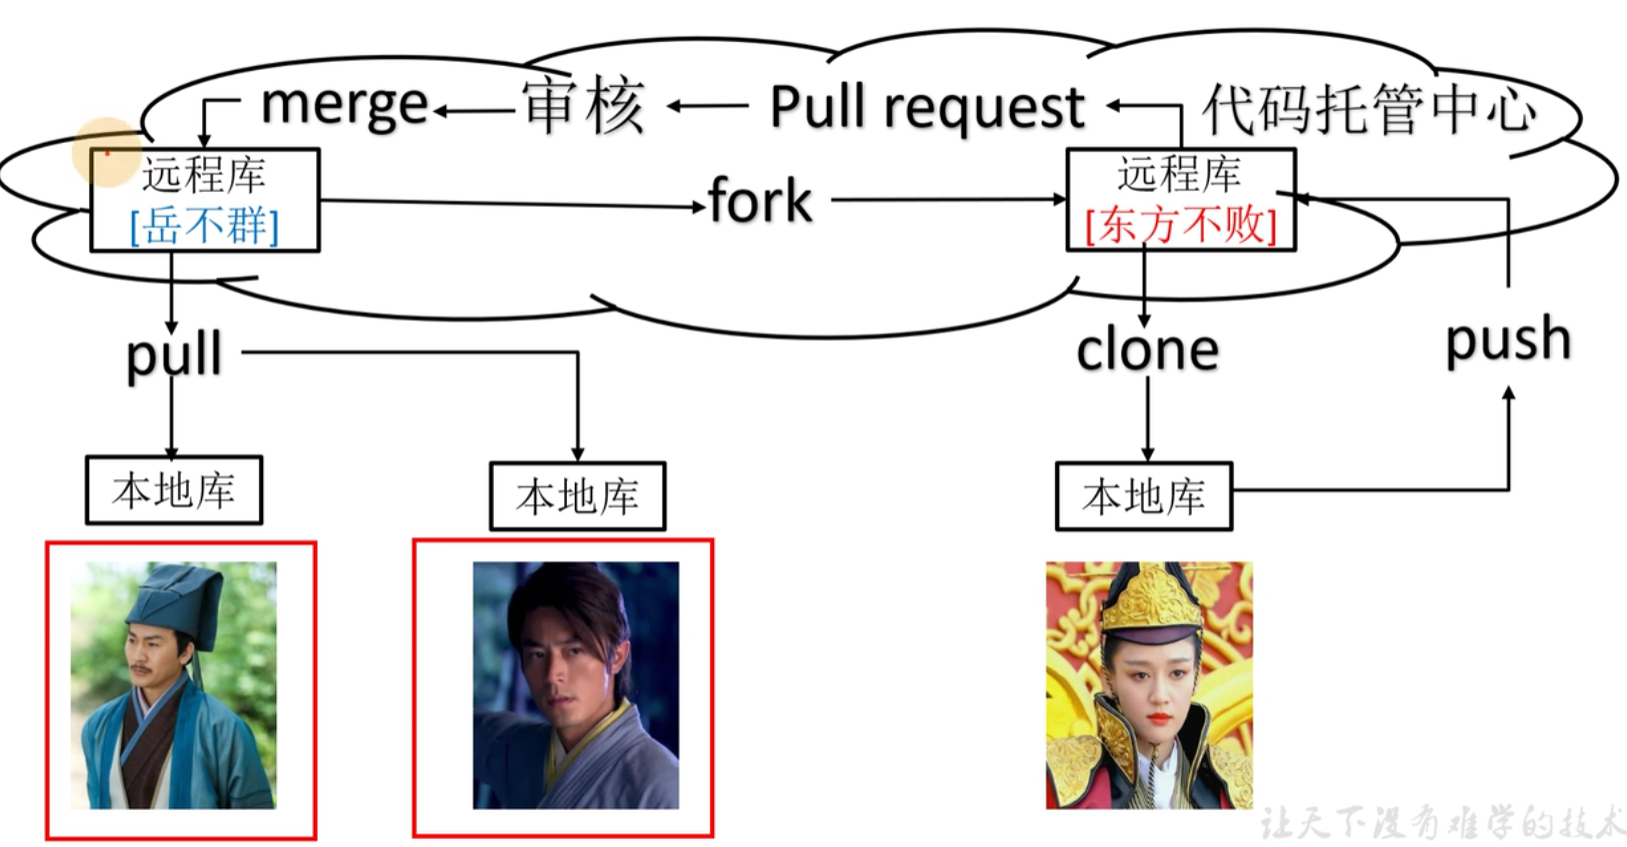 merge
审核
Pull request
代码托管中心
远程库
[岳不群]
fork
远程库
[东方不败]
pull
clone
push
本地库
本地库
本地库
让天下没有难学的技术